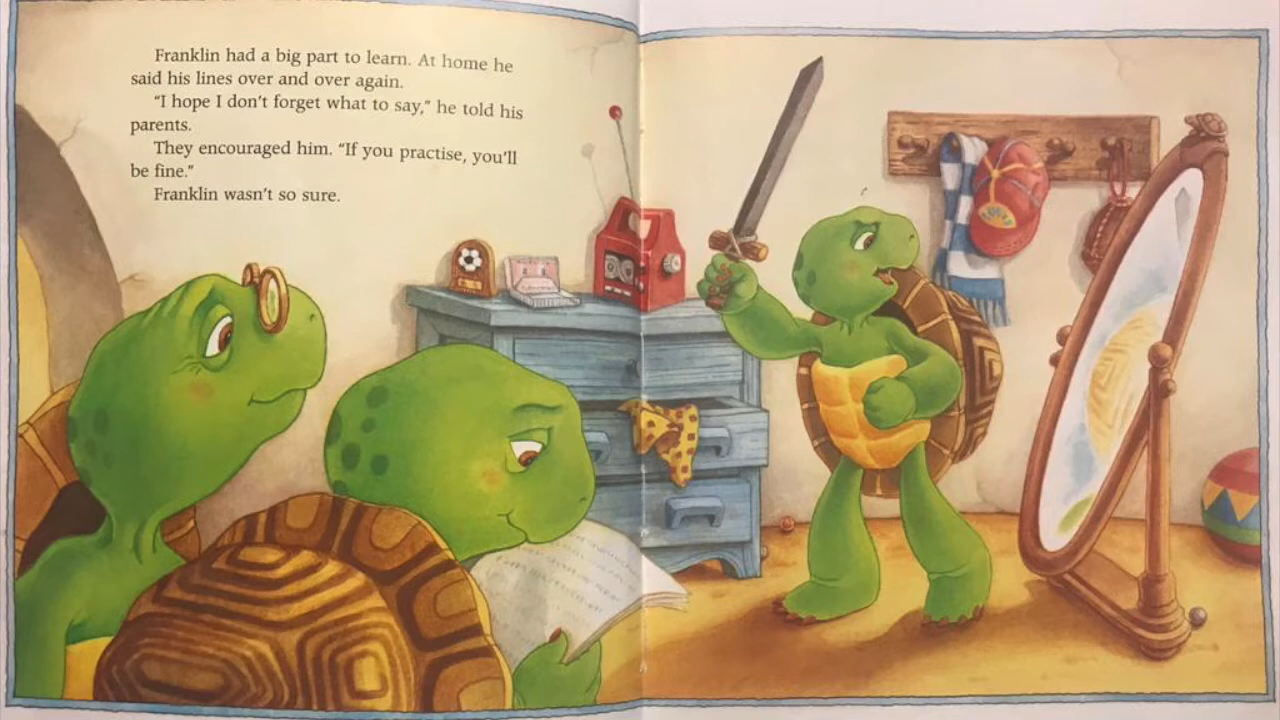 Franklin had a big part to learn. At home he
said his lines over and over again.
"I hope I don't forget what to say," he told his
parents.
They encouraged him. "If you practise, you'll
be fine."
Franklin wasn't so sure.